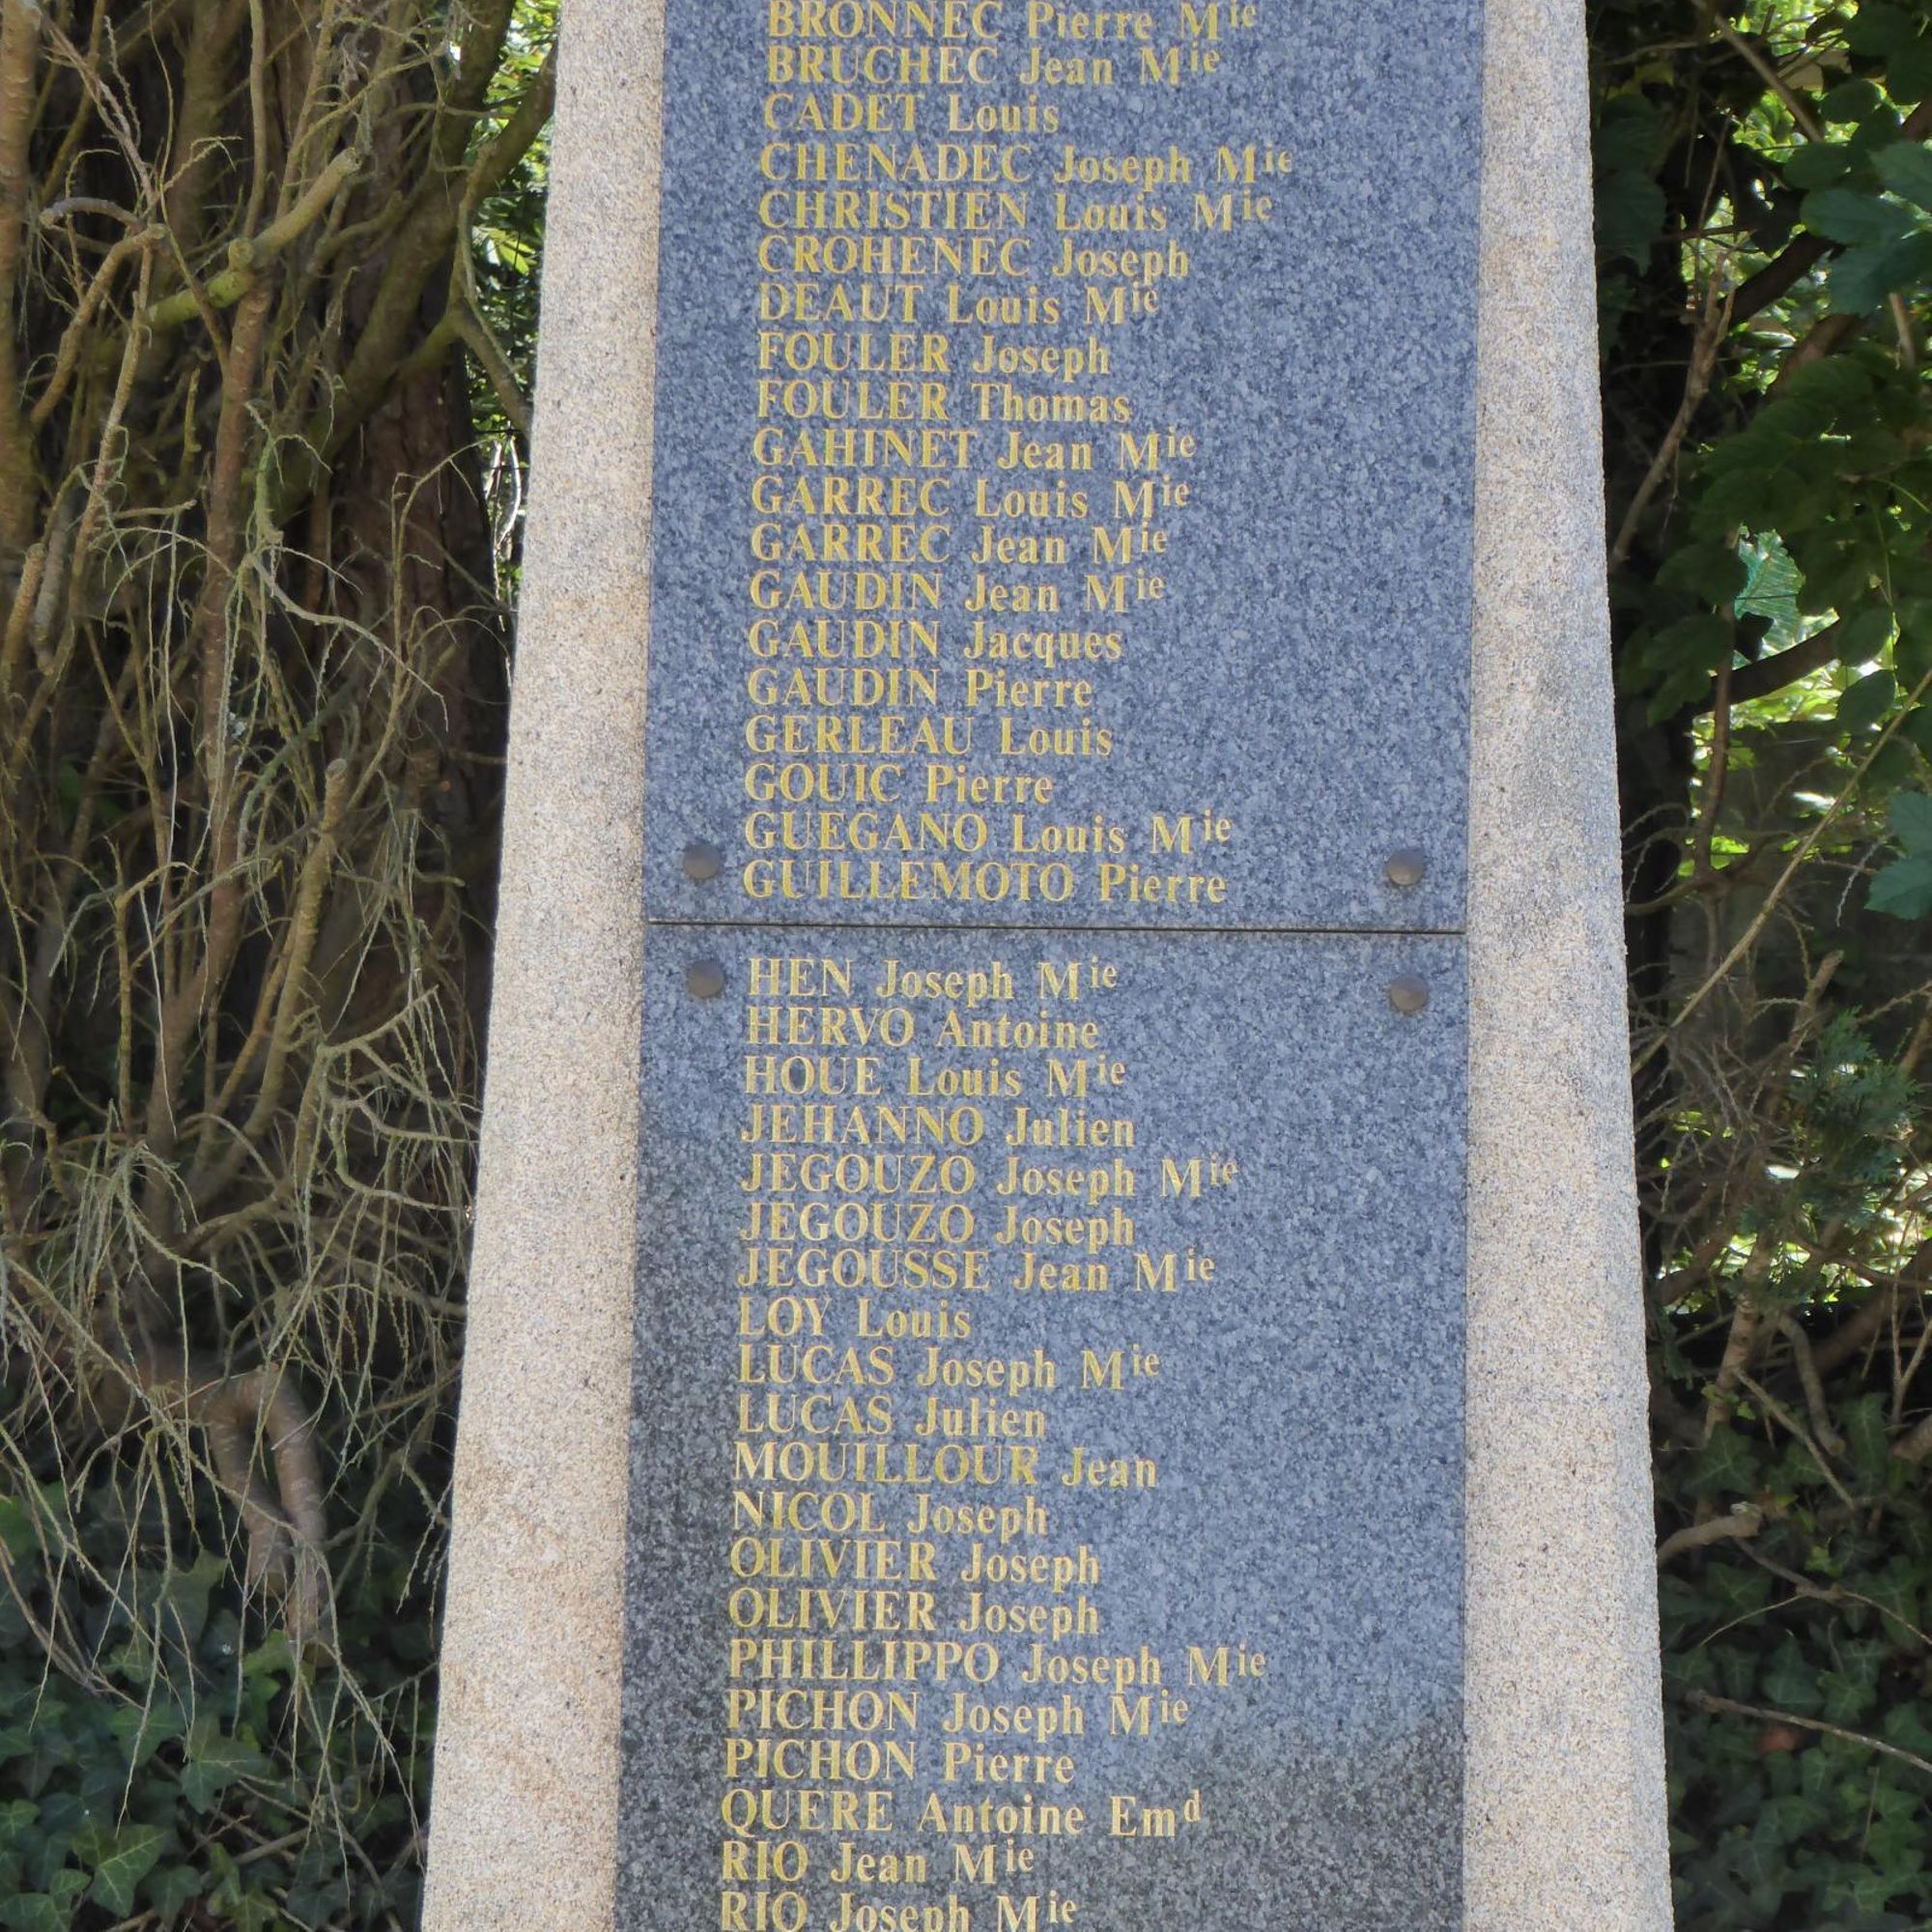 BRONNEC Pierre Mie
BRUCHEC Jean Mie
CADET Louis
CHENADEC Joseph Mie
CHRISTIEN Louis Mie
CROHENEC Joseph
DEAUT Louis Mie
FOULER Joseph
FOULER Thomas
GAHINET Jean Mie
GARREC Louis Mie
GARREC Jean Mie
GAUDIN Jean Mie
GAUDIN Jacques
GAUDIN Pierre
GERLEAU Louis
GOUIC Pierre
GUEGANO Louis Mie
GUILLEMOTO Pierre
HEN Joseph Mie
HERVO Antoine
HOUE Louis Mie
JEHANNO Julien
JEGOUZO Joseph Mie
JEGOUZO Joseph
JEGOUSSE Jean Mie
LOY Louis
LUCAS Joseph Mie
LUCAS Julien
MOUILLOUR Jean
NICOL Joseph
OLIVIER Joseph
OLIVIER Joseph
PHILLIPPO Joseph Mie
PICHON Joseph Mie
PICHON Pierre
QUERE Antoine Emd
RIO Jean Mie
RIO Joseph Mie